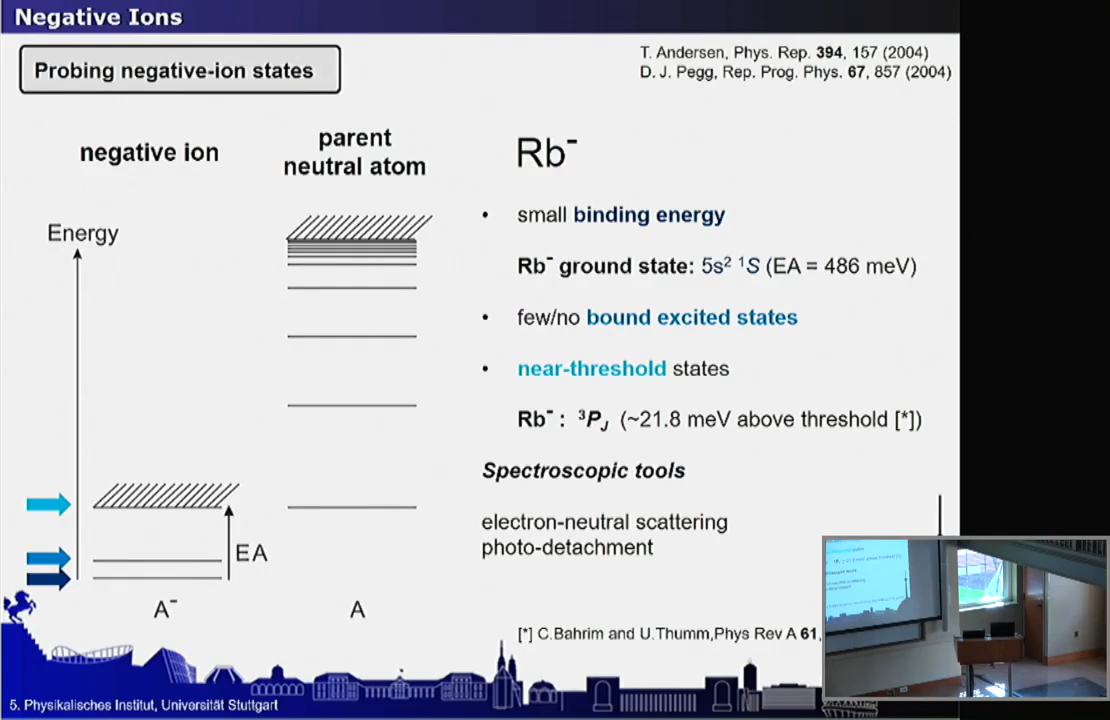 Negative Ions
Probing negative-ion states
T. Andersen, Phys. Rep. 394, 157 (2004)
D. J. Pegg, Rep. Prog. Phys. 67, 857 (2004)
negative ion
parent
neutral atom
Energy
EA
A⁻
A
Rb⁻
• small binding energy
Rb⁻ ground state: 5s² ¹S (EA = 486 meV)
• few/no bound excited states
• near-threshold states
Rb⁻ : ³P_J (~21.8 meV above threshold [*])
Spectroscopic tools
electron-neutral scattering
photo-detachment
[*] C.Bahrim and U.Thumm,Phys Rev A 61,
5. Physikalisches Institut, Universität Stuttgart